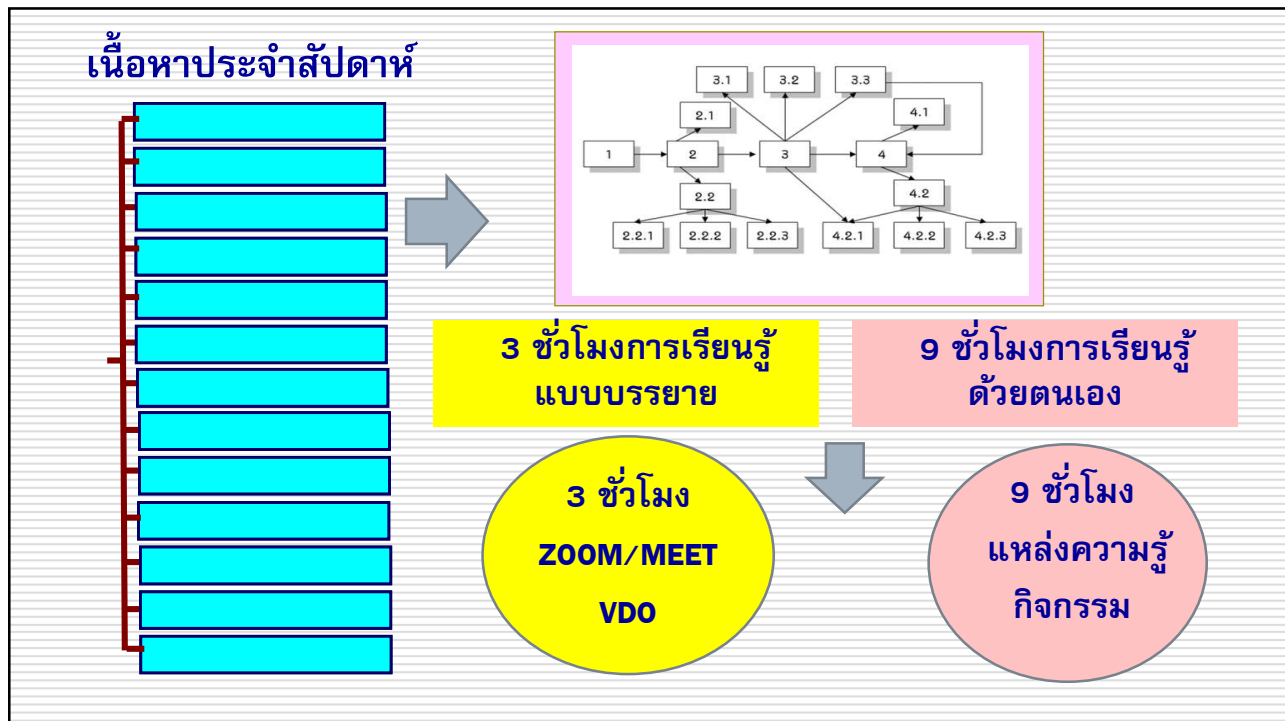 เนื้อหาประจำสัปดาห์
3.1 3.2 3.3
2.1 4.1
1 2 3 4
2.2 4.2
2.2.1 2.2.2 2.2.3 4.2.1 4.2.2 4.2.3
3 ชั่วโมงการเรียนรู้
แบบบรรยาย
9 ชั่วโมงการเรียนรู้
ด้วยตนเอง
3 ชั่วโมง
ZOOM/MEET
VDO
9 ชั่วโมง
แหล่งความรู้
กิจกรรม